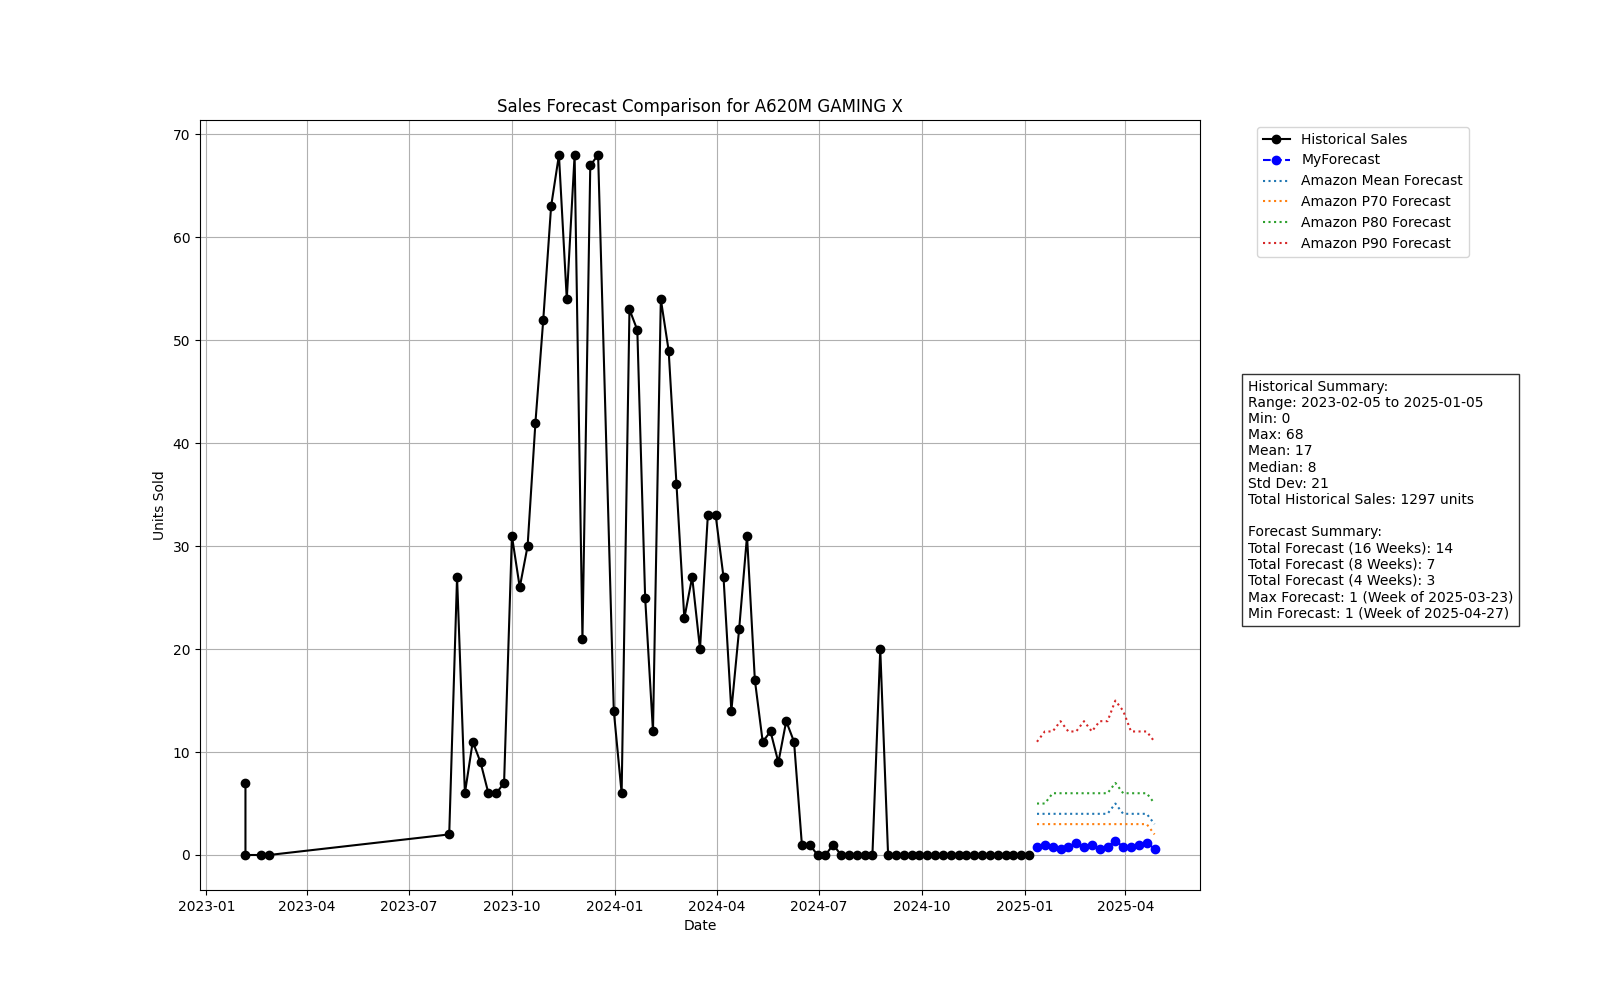 Sales Forecast Comparison for A620M GAMING X
Units Sold
70
60
50
40
30
20
10
0
2023-01
2023-04
2023-07
2023-10
2024-01
2024-04
2024-07
2024-10
2025-01
2025-04
Date
Historical Sales
MyForecast
Amazon Mean Forecast
Amazon P70 Forecast
Amazon P80 Forecast
Amazon P90 Forecast
Historical Summary:
Range: 2023-02-05 to 2025-01-05
Min: 0
Max: 68
Mean: 17
Median: 8
Std Dev: 21
Total Historical Sales: 1297 units
Forecast Summary:
Total Forecast (16 Weeks): 14
Total Forecast (8 Weeks): 7
Total Forecast (4 Weeks): 3
Max Forecast: 1 (Week of 2025-03-23)
Min Forecast: 1 (Week of 2025-04-27)